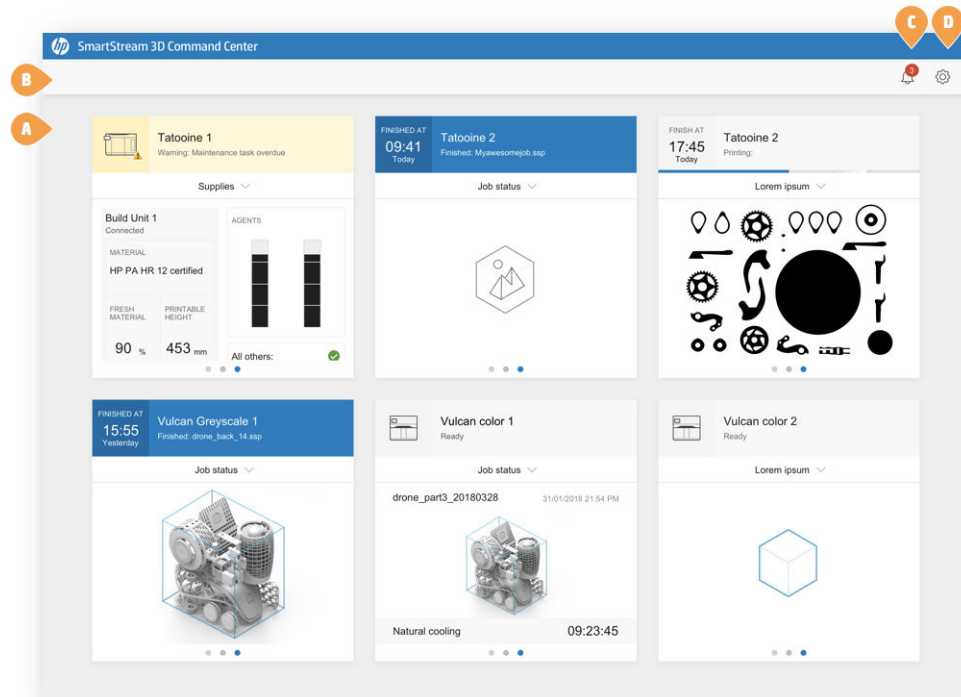 C D
hp SmartStream 3D Command Center
B
3
A
Tatooine 1
Warning: Maintenance task overdue
Supplies
Build Unit 1
Connected
MATERIAL
HP PA HR 12 certified
FRESH MATERIAL
90 %
PRINTABLE HEIGHT
453 mm
AGENTS
All others:
FINISHED AT
09:41
Today
Tatooine 2
Finished: Myawesomejob.ssp
Job status
FINISH AT
17:45
Today
Tatooine 2
Printing:
Lorem ipsum
FINISHED AT
15:55
Yesterday
Vulcan Greyscale 1
Finished: drone_back_14.ssp
Job status
Vulcan color 1
Ready
Job status
drone_part3_20180328 31/01/2018 21:54 PM
Natural cooling 09:23:45
Vulcan color 2
Ready
Lorem ipsum